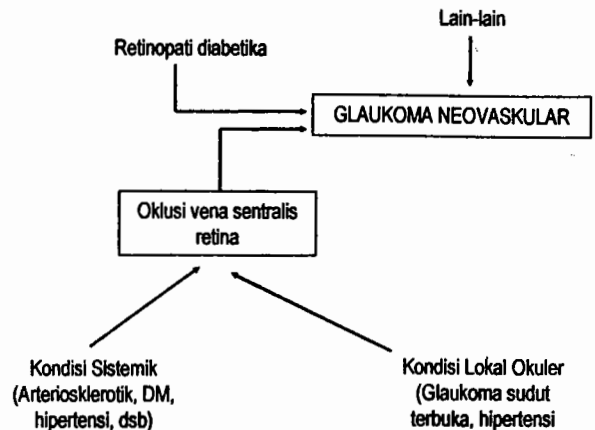 Lain-lain
Retinopati diabetika
GLAUKOMA NEOVASKULAR
Oklusi vena sentralis
retina
Kondisi Sistemik
(Arteriosklerotik, DM,
hipertensi, dsb)
Kondisi Lokal Okuler
(Glaukoma sudut
terbuka, hipertensi